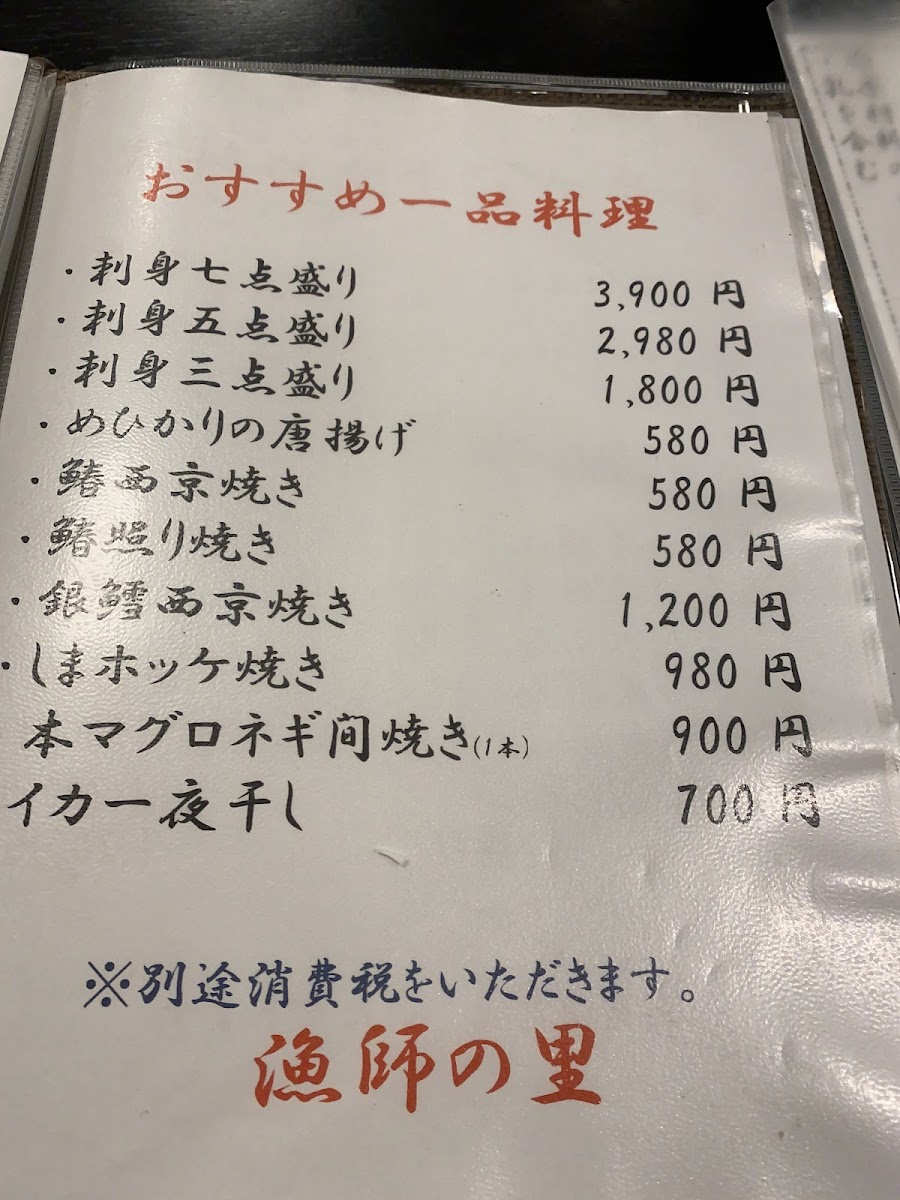 おすすめ一品料理
・刺身七点盛り 3,900 円
・刺身五点盛り 2,980 円
・刺身三点盛り 1,800 円
・めひかりの唐揚げ 580 円
・鰆西京焼き 580 円
・鰆照り焼き 580 円
・銀鱈西京焼き 1,200 円
・しまホッケ焼き 980 円
本マグロネギ間焼き(1本) 900 円
イカ一夜干し 700 円
※別途消費税をいただきます。
漁師の里